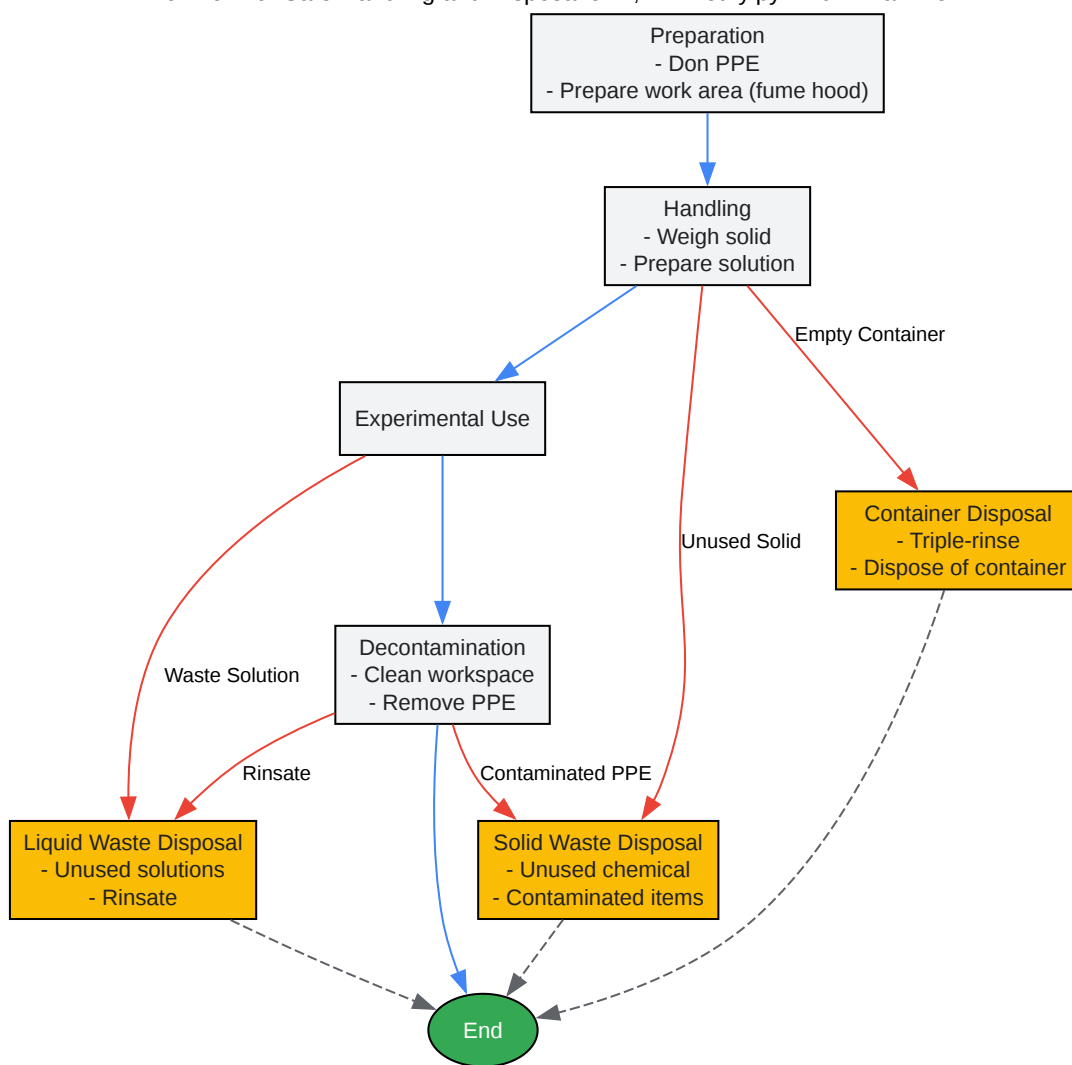 Preparation
- Don PPE
- Prepare work area (fume hood)
Handling
- Weigh solid
- Prepare solution
Empty Container
Experimental Use
Container Disposal
- Triple-rinse
- Dispose of container
Unused Solid
Decontamination
- Clean workspace
- Remove PPE
Waste Solution
Rinsate
Contaminated PPE
Liquid Waste Disposal
- Unused solutions
- Rinsate
Solid Waste Disposal
- Unused chemical
- Contaminated items
End